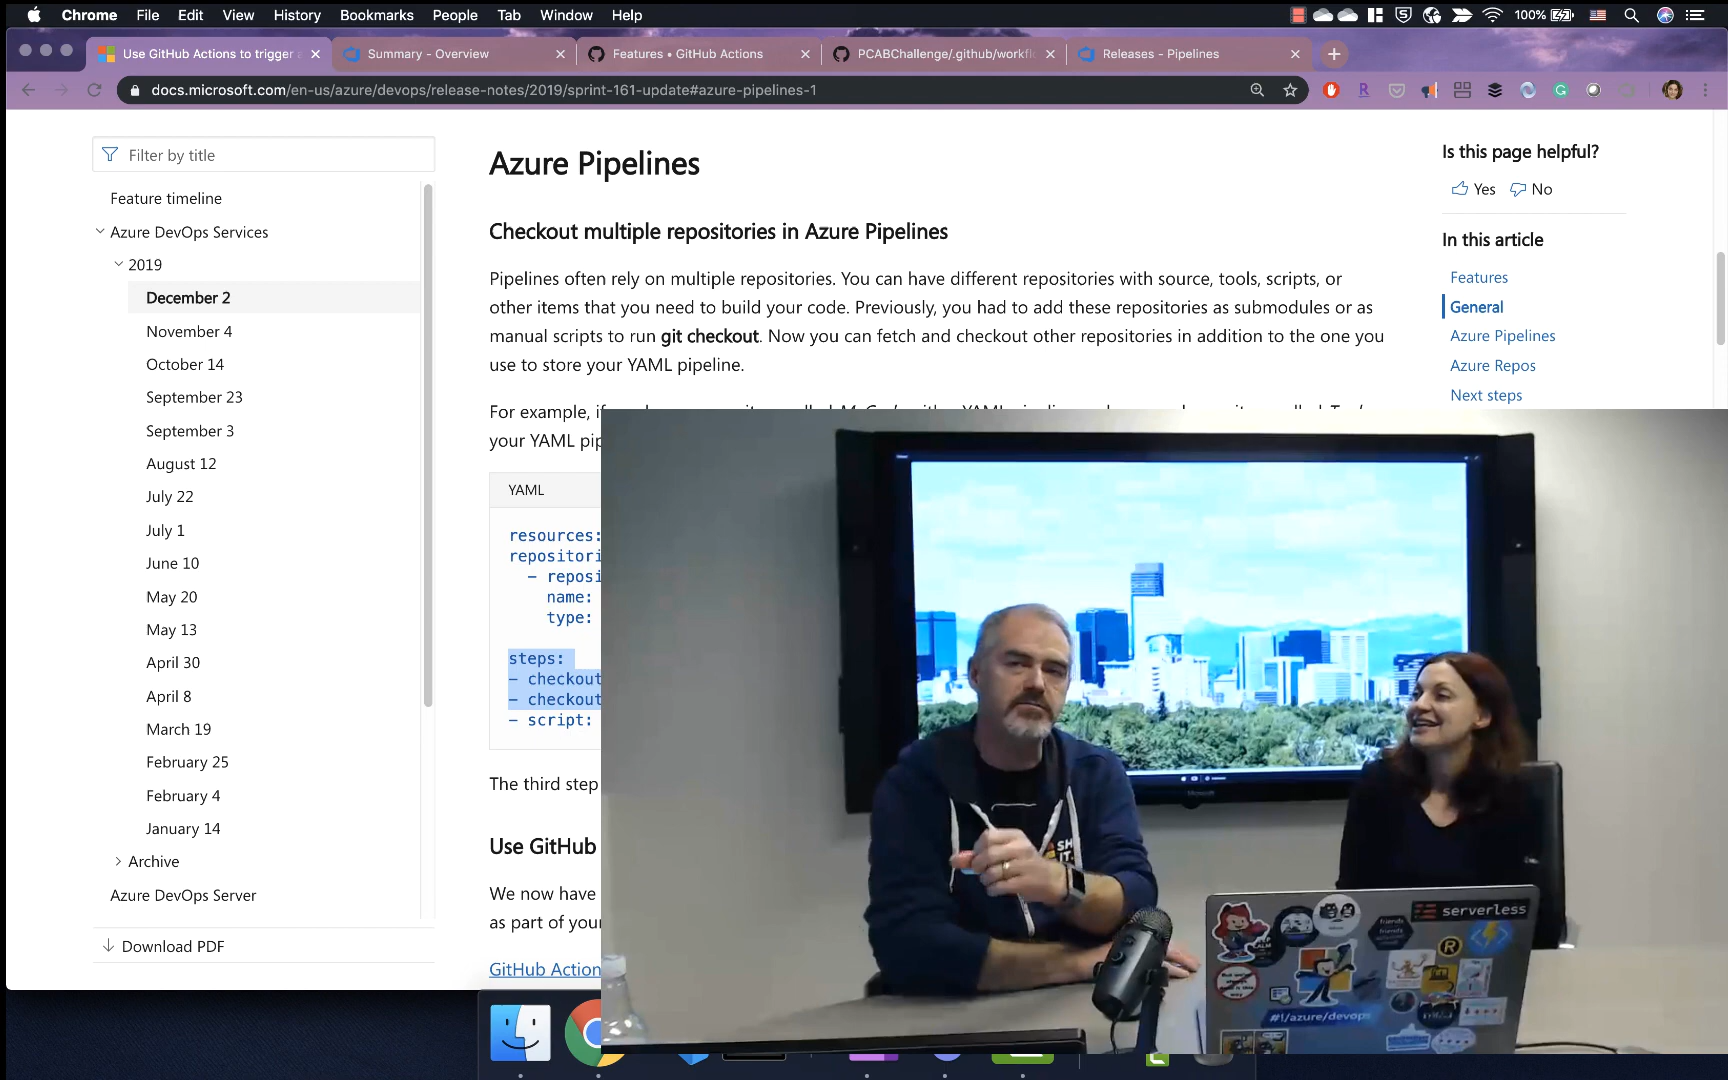 Chrome File Edit View History Bookmarks People Tab Window Help
100%
Use GitHub Actions to trigger
Summary - Overview
Features • GitHub Actions
PCABChallenge/.github/workfl
Releases - Pipelines
docs.microsoft.com/en-us/azure/devops/release-notes/2019/sprint-161-update#azure-pipelines-1
Filter by title
Feature timeline
Azure DevOps Services
2019
December 2
November 4
October 14
September 23
September 3
August 12
July 22
July 1
June 10
May 20
May 13
April 30
April 8
March 19
February 25
February 4
January 14
Archive
Azure DevOps Server
Download PDF
Azure Pipelines
Checkout multiple repositories in Azure Pipelines
Pipelines often rely on multiple repositories. You can have different repositories with source, tools, scripts, or
other items that you need to build your code. Previously, you had to add these repositories as submodules or as
manual scripts to run git checkout. Now you can fetch and checkout other repositories in addition to the one you
use to store your YAML pipeline.
For example,
your YAML
YAML
resources:
repositori
- reposi
name:
type:
steps:
- checkout
- checkout
- script:
The third step
Use GitHub
We now have
as part of your
GitHub Action
Is this page helpful?
Yes No
In this article
Features
General
Azure Pipelines
Azure Repos
Next steps
SH
IT.
serverless
#!/azure/devops